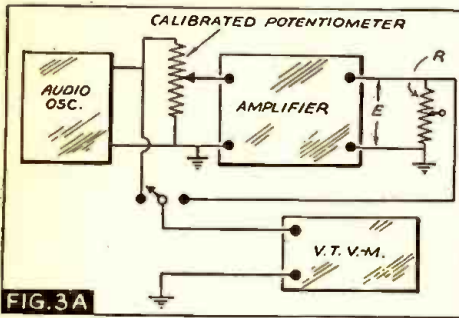 CALIBRATED POTENTIOMETER
AUDIO
OSC.
AMPLIFIER
E
R
V.T.V-M.
FIG.3A